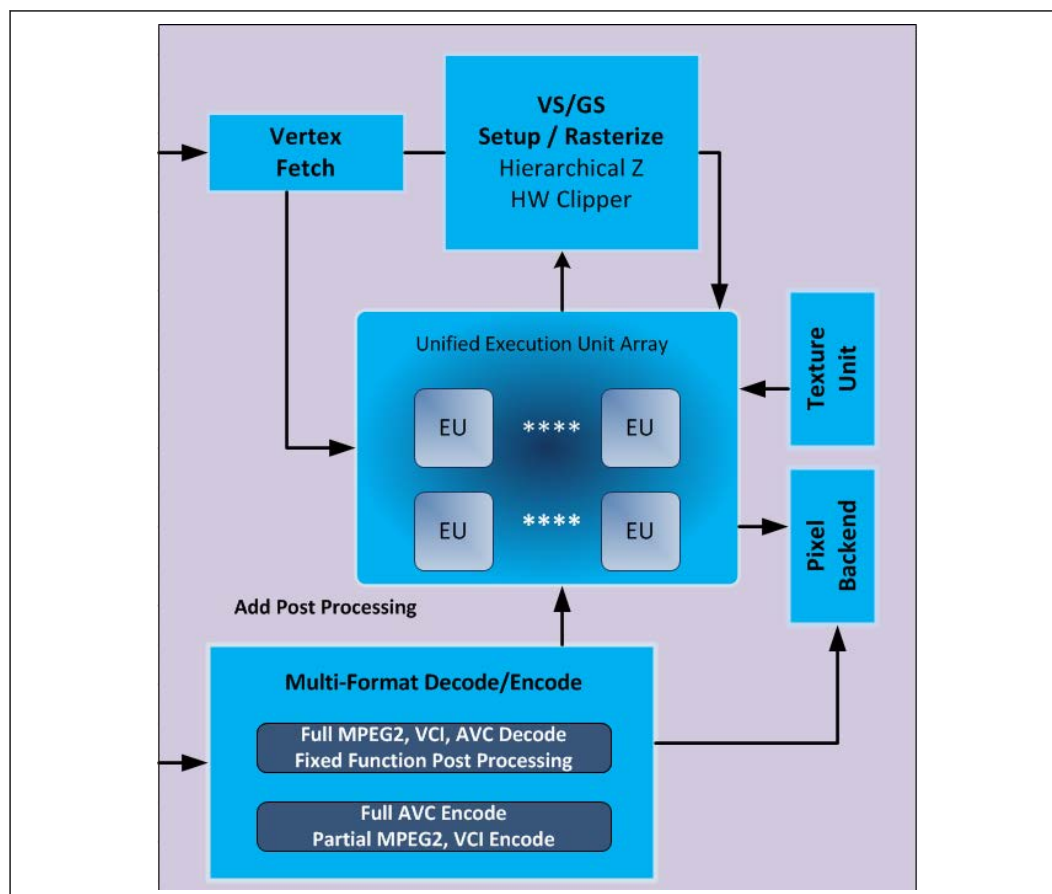 Vertex
Fetch
VS/GS
Setup / Rasterize
Hierarchical Z
HW Clipper
Unified Execution Unit Array
EU
****
EU
EU
****
EU
Texture
Unit
Pixel
Backend
Add Post Processing
Multi-Format Decode/Encode
Full MPEG2, VCI, AVC Decode
Fixed Function Post Processing
Full AVC Encode
Partial MPEG2, VCI Encode